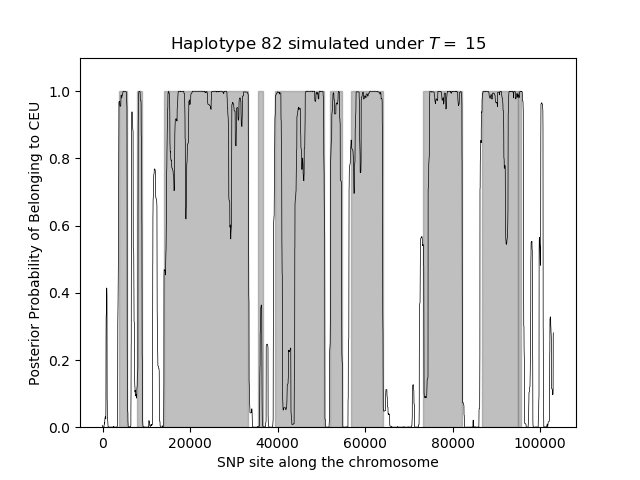 Haplotype 82 simulated under T = 15
Posterior Probability of Belonging to CEU
1.0
0.8
0.6
0.4
0.2
0.0
0 20000 40000 60000 80000 100000
SNP site along the chromosome